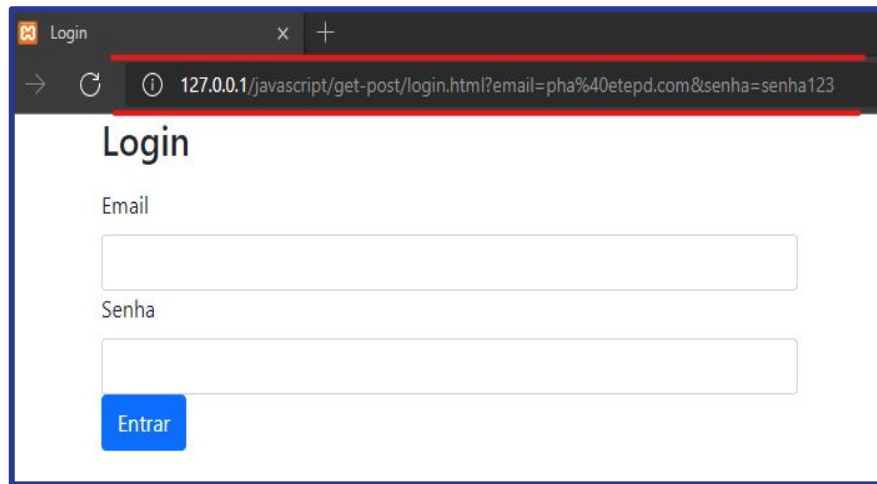 Login
127.0.0.1/javascript/get-post/login.html?email=pha%40etepd.com&senha=senha123
Login
Email
Senha
Entrar